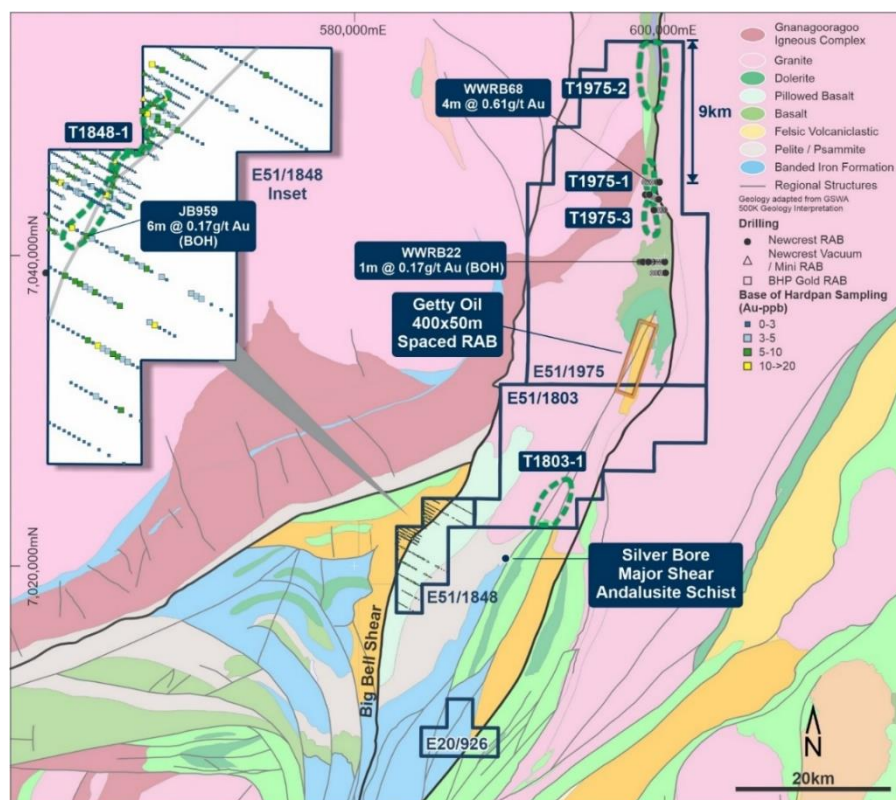 580,000mE
600,000mE
7,040,000mN
7,020,000mN
T1848-1
E51/1848
Inset
JB959
6m @ 0.17g/t Au
(BOH)
WWRB68
4m @ 0.61g/t Au
T1975-2
9km
T1975-1
T1975-3
WWRB22
1m @ 0.17g/t Au (BOH)
Getty Oil
400x50m
Spaced RAB
E51/1975
E51/1803
T1803-1
Silver Bore
Major Shear
Andalusite Schist
E51/1848
Big Bell Shear
E20/926
Gnanagooragoo
Igneous Complex
Granite
Dolerite
Pillowed Basalt
Basalt
Felsic Volcaniclastic
Pelite / Psammite
Banded Iron Formation
Regional Structures
Geology adapted from GSWA
500K Geology Interpretation
Drilling
Newcrest RAB
Newcrest Vacuum
/ Mini RAB
BHP Gold RAB
Base of Hardpan Sampling
(Au-ppb)
0-3
3-5
5-10
10->20
N
20km